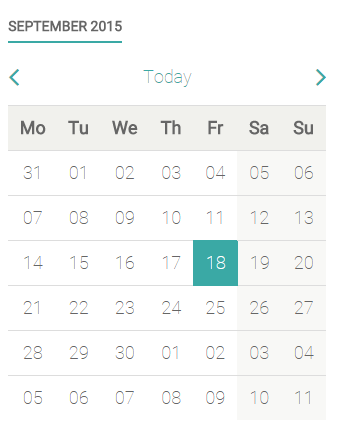 SEPTEMBER 2015
Today
Mo Tu We Th Fr Sa Su
31 01 02 03 04 05 06
07 08 09 10 11 12 13
14 15 16 17 18 19 20
21 22 23 24 25 26 27
28 29 30 01 02 03 04
05 06 07 08 09 10 11